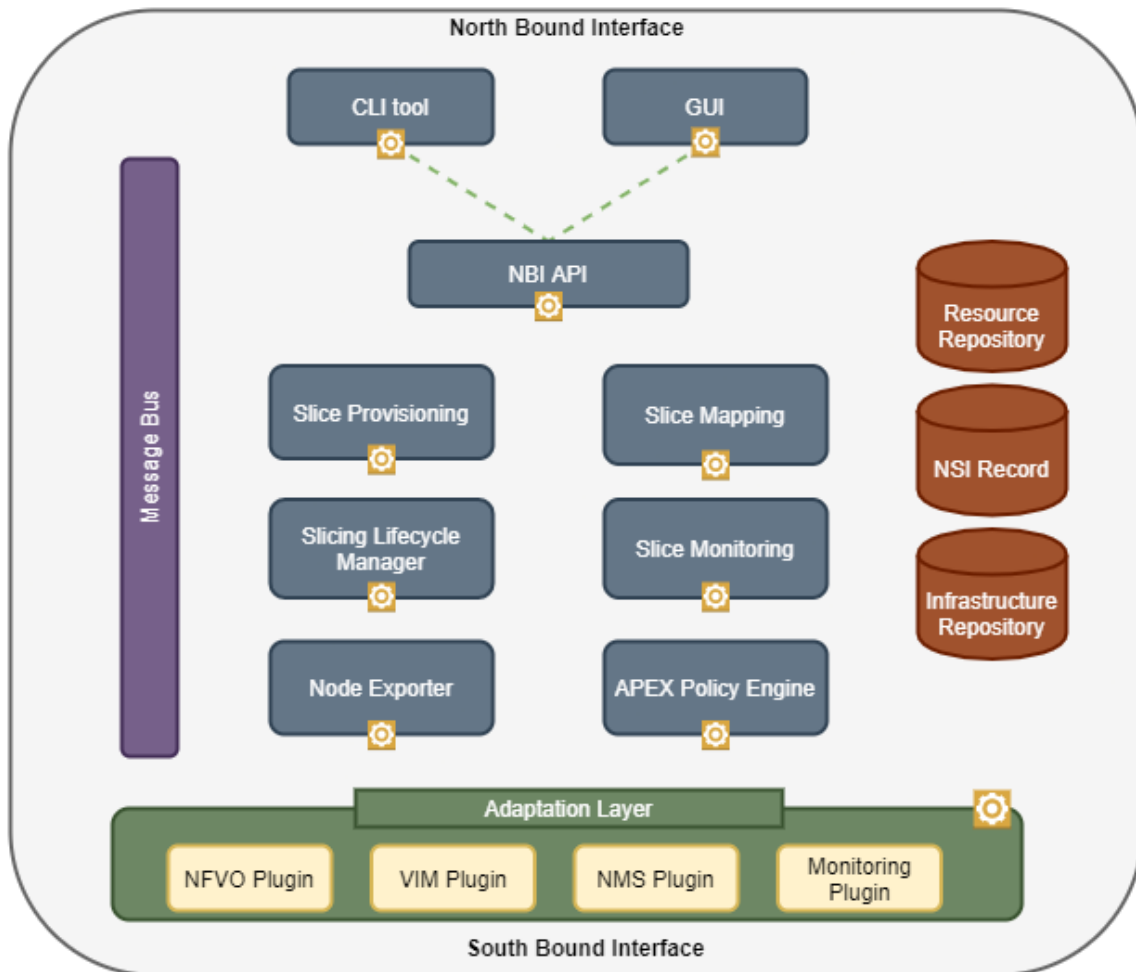 North Bound Interface
CLI tool
GUI
NBI API
Message Bus
Slice Provisioning
Slice Mapping
Slicing Lifecycle
Manager
Slice Monitoring
Node Exporter
APEX Policy Engine
Resource
Repository
NSI Record
Infrastructure
Repository
Adaptation Layer
NFVO Plugin
VIM Plugin
NMS Plugin
Monitoring
Plugin
South Bound Interface